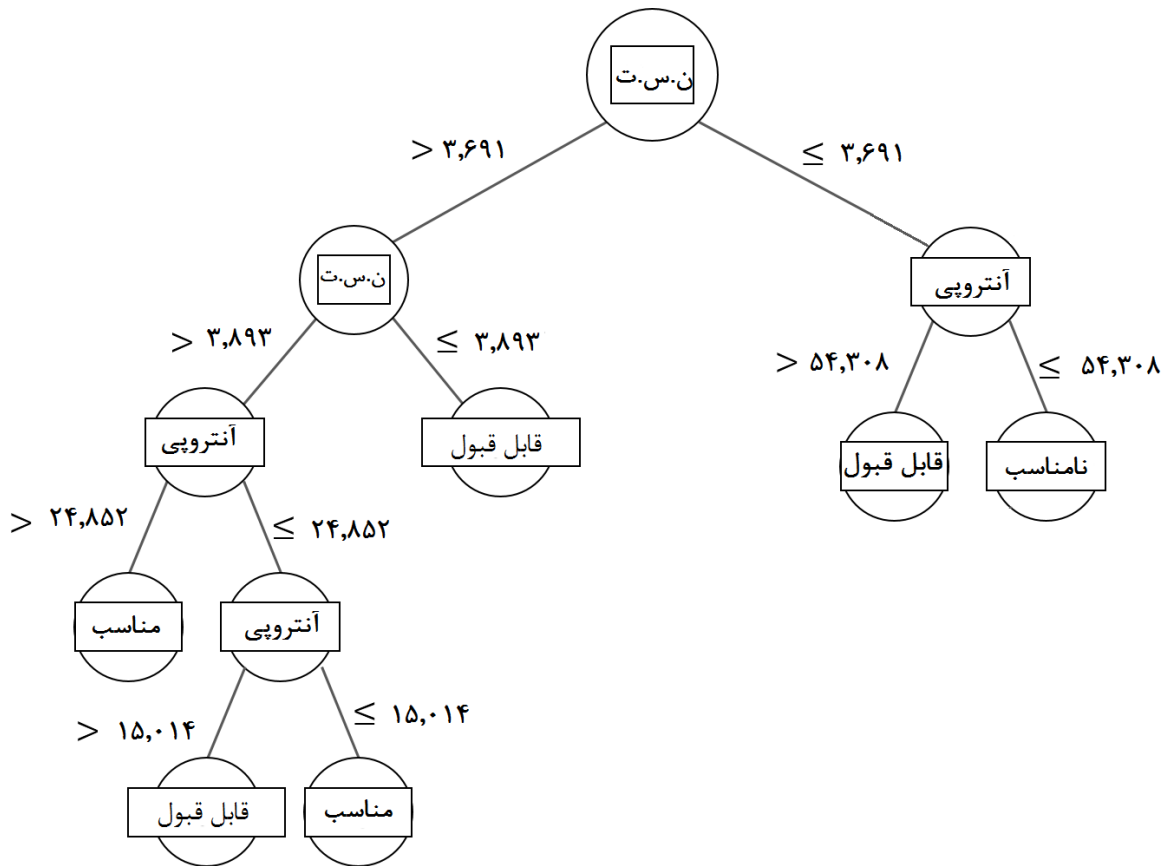 ن.س.ت
> ۳,۶۹۱
≤ ۳,۶۹۱
ن.س.ت
آنتروپی
> ۳,۸۹۳
≤ ۳,۸۹۳
> ۵۴,۳۰۸
≤ ۵۴,۳۰۸
آنتروپی
قابل قبول
قابل قبول
نامناسب
> ۲۴,۸۵۲
≤ ۲۴,۸۵۲
مناسب
آنتروپی
> ۱۵,۰۱۴
≤ ۱۵,۰۱۴
قابل قبول
مناسب